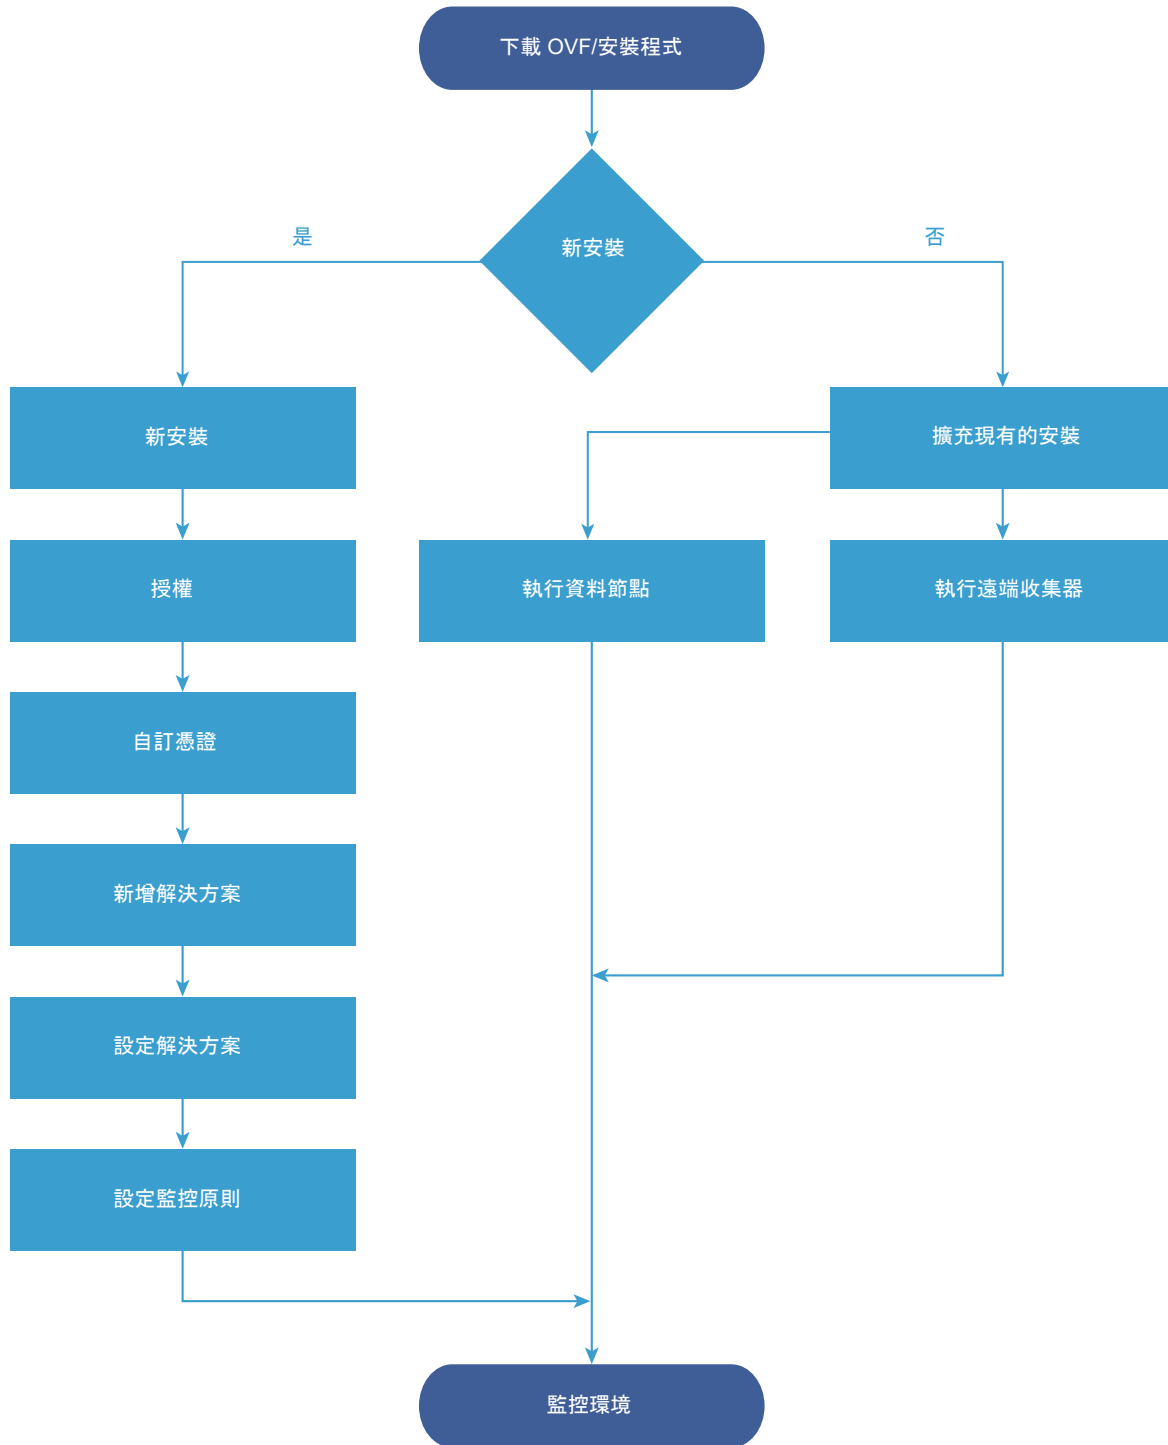 下載 OVF/安裝程式
新安裝
是
否
新安裝
擴充現有的安裝
授權
執行資料節點
執行遠端收集器
自訂憑證
新增解決方案
設定解決方案
設定監控原則
監控環境